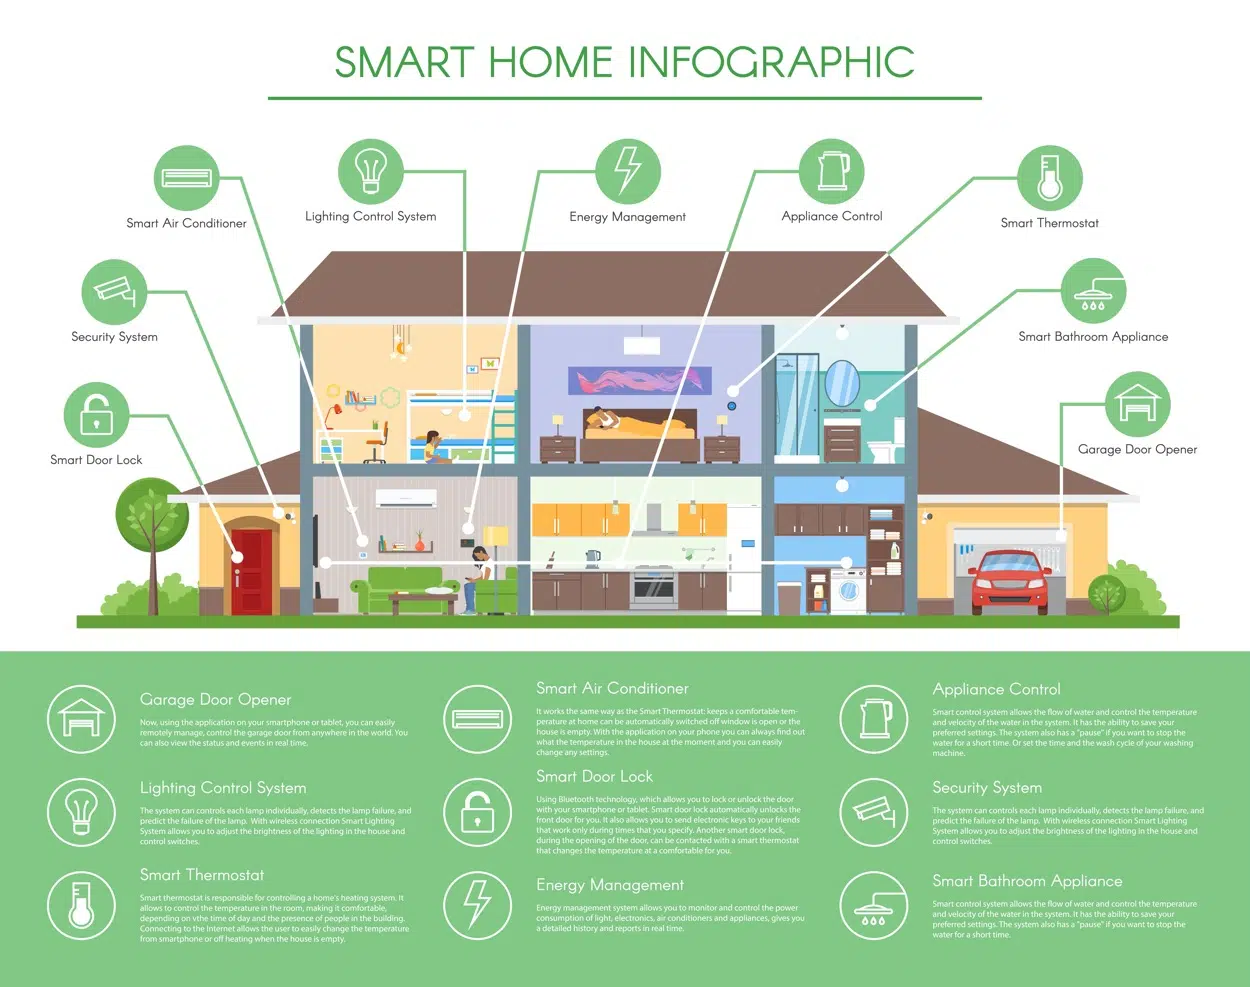 SMART HOME INFOGRAPHIC
Smart Air Conditioner
Lighting Control System
Energy Management
Appliance Control
Smart Thermostat
Security System
Smart Bathroom Appliance
Smart Door Lock
Garage Door Opener
Garage Door Opener
Now, using the application on your smartphone or tablet, you can easily
remotely manage, control the garage door from anywhere in the world. You
can also view the status and events in real time.
Smart Air Conditioner
It works the same way as the Smart Thermostat: keeps a comfortable tem-
perature at home can be automatically switched off window is open or the
house is empty. With the application on your phone you can always find out
what the temperature in the house at the moment and you can easily
change any settings.
Appliance Control
Smart control system allows the flow of water and control the temperature
and velocity of the water in the system. It has the ability to save your
preferred settings. The system also has a "pause" if you want to stop the
water for a short time. Or set the time and the wash cycle of your washing
machine.
Lighting Control System
The system can controls each lamp individually, detects the lamp failure, and
predict the failure of the lamp. With wireless connection Smart Lighting
System allows you to adjust the brightness of the lighting in the house and
control switches.
Smart Door Lock
Using Bluetooth technology, which allows you to lock or unlock the door
with your smartphone or tablet. Smart door lock automatically unlocks the
front door for you. It also allows you to send electronic keys to your friends
that work only during times that you specify. Another smart door lock,
during the opening of the door, can be contacted with a smart thermostat
that changes the temperature at a comfortable for you.
Security System
The system can controls each lamp individually, detects the lamp failure, and
predict the failure of the lamp. With wireless connection Smart Lighting
System allows you to adjust the brightness of the lighting in the house and
control switches.
Smart Thermostat
Smart thermostat is responsible for controlling a home's heating system. It
allows to control the temperature in the room, making it comfortable,
depending on vthe time of day and the presence of people in the building.
Connecting to the Internet allows the user to easily change the temperature
from smartphone or off heating when the house is empty.
Energy Management
Energy management system allows you to monitor and control the power
consumption of light, electronics, air conditioners and appliances, gives you
a detailed history and reports in real time.
Smart Bathroom Appliance
Smart control system allows the flow of water and control the temperature
and velocity of the water in the system. It has the ability to save your
preferred settings. The system also has a "pause" if you want to stop the
water for a short time.